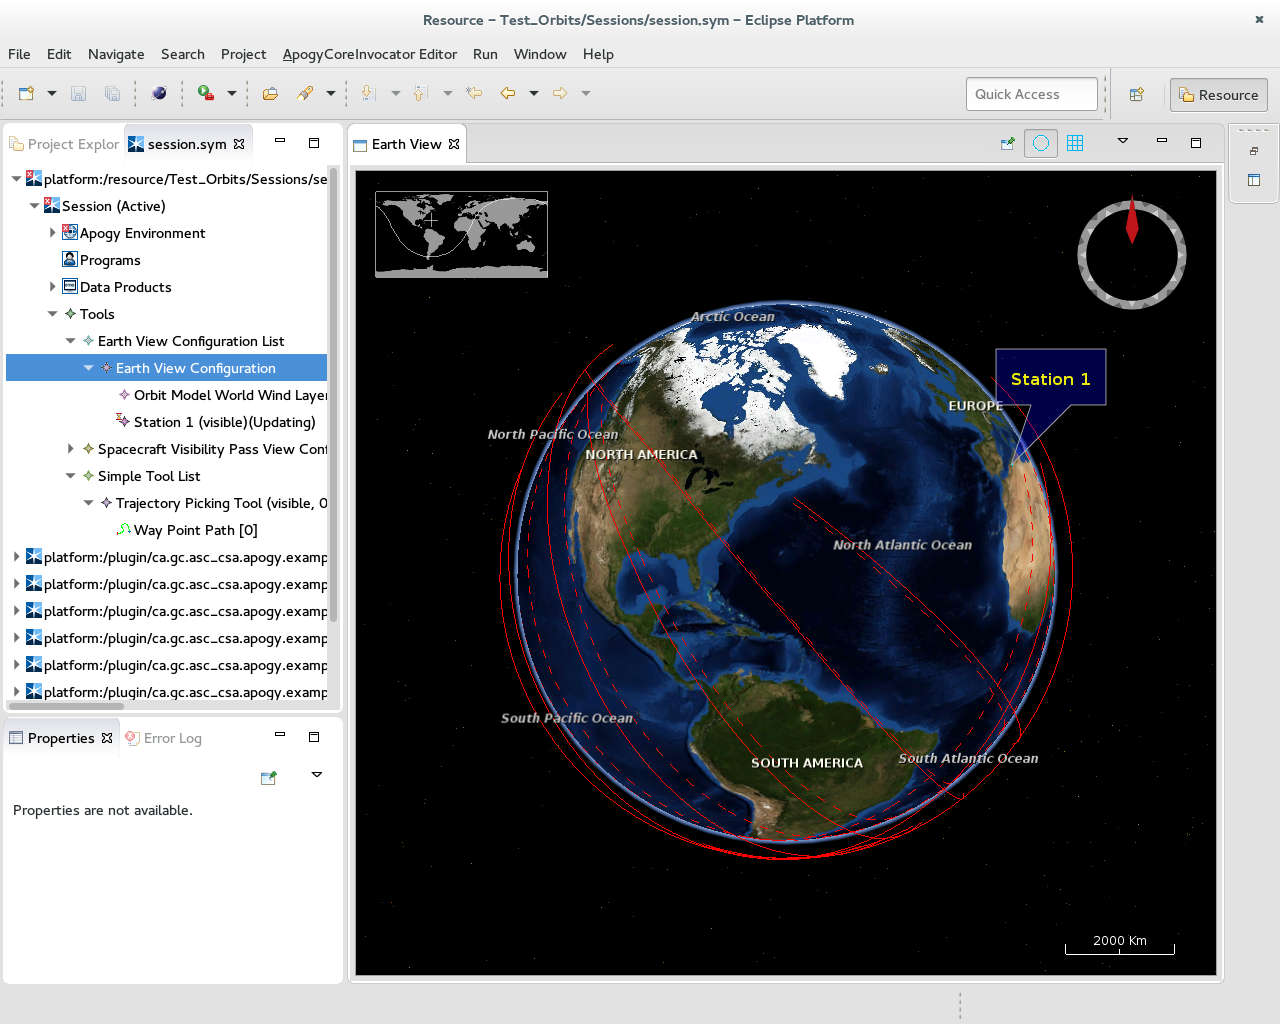 Resource – Test_Orbits/Sessions/session.sym – Eclipse Platform
File Edit Navigate Search Project ApogyCoreInvocator Editor Run Window Help
Quick Access
Resource
Project Explor
session.sym
platform:/resource/Test_Orbits/Sessions/se
Session (Active)
Apogy Environment
Programs
Data Products
Tools
Earth View Configuration List
Earth View Configuration
Orbit Model World Wind Laye
Station 1 (visible)(Updating)
Spacecraft Visibility Pass View Con
Simple Tool List
Trajectory Picking Tool (visible, 0
Way Point Path [0]
platform:/plugin/ca.gc.asc_csa.apogy.examp
platform:/plugin/ca.gc.asc_csa.apogy.examp
platform:/plugin/ca.gc.asc_csa.apogy.examp
platform:/plugin/ca.gc.asc_csa.apogy.examp
platform:/plugin/ca.gc.asc_csa.apogy.examp
platform:/plugin/ca.gc.asc_csa.apogy.examp
Properties
Error Log
Properties are not available.
Earth View
Arctic Ocean
Station 1
EUROPE
North Pacific Ocean
NORTH AMERICA
North Atlantic Ocean
South Pacific Ocean
SOUTH AMERICA
South Atlantic Ocean
2000 Km